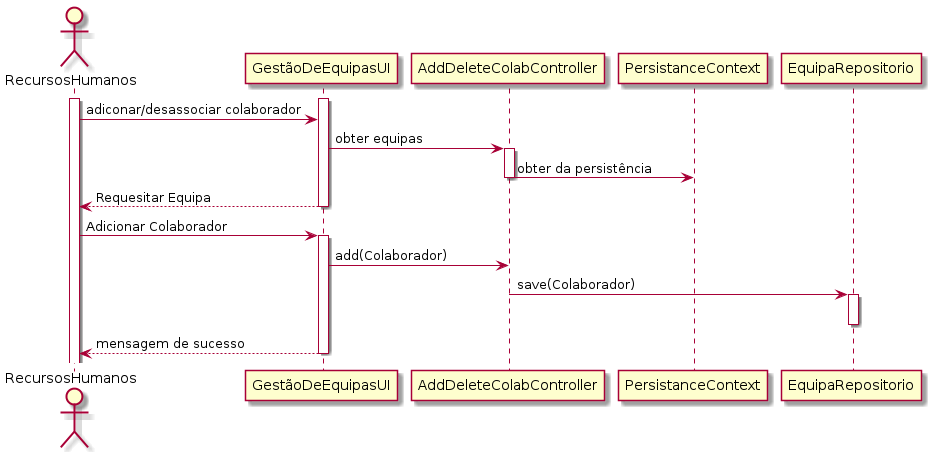 RecursosHumanos
GestãoDeEquipasUI
AddDeleteColabController
PersistanceContext
EquipaRepositorio
adiconar/desassociar colaborador
obter equipas
obter da persistência
Requesitar Equipa
Adicionar Colaborador
add(Colaborador)
save(Colaborador)
mensagem de sucesso
RecursosHumanos
GestãoDeEquipasUI
AddDeleteColabController
PersistanceContext
EquipaRepositorio